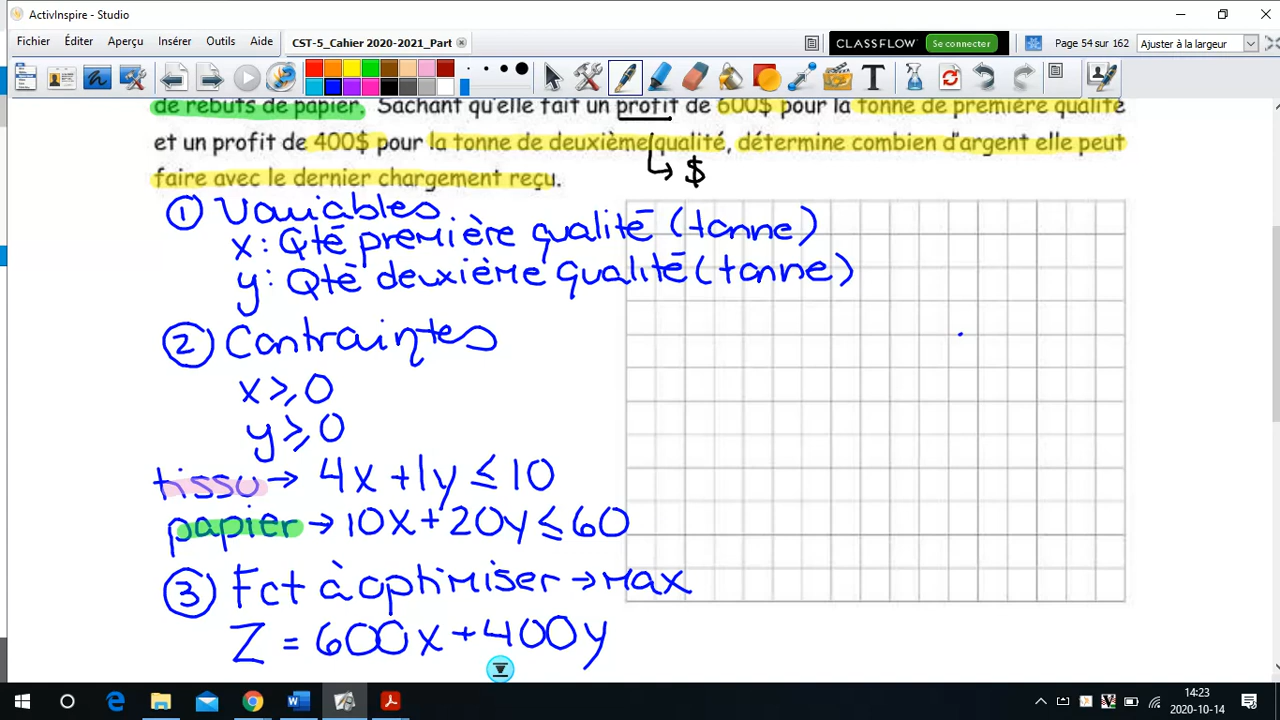 ActivInspire - Studio
Fichier Éditer Aperçu Insérer Outils Aide CST-5_Cahier 2020-2021_Part CLASSFLOW Se connecter Page 54 sur 162 Ajuster à la largeur
de rebuts de papier. Sachant qu'elle fait un profit de 600$ pour la tonne de première qualité
et un profit de 400$ pour la tonne de deuxième qualité, détermine combien d'argent elle peut
faire avec le dernier chargement reçu.
↳ $
① Variables
x: Qté première qualité (tonne)
y: Qté deuxième qualité (tonne)
② Contraintes
x ≥ 0
y ≥ 0
tissu → 4x + 1y ≤ 10
papier → 10x + 20y ≤ 60
③ Fct à optimiser → max
Z = 600x + 400y
14:23
2020-10-14